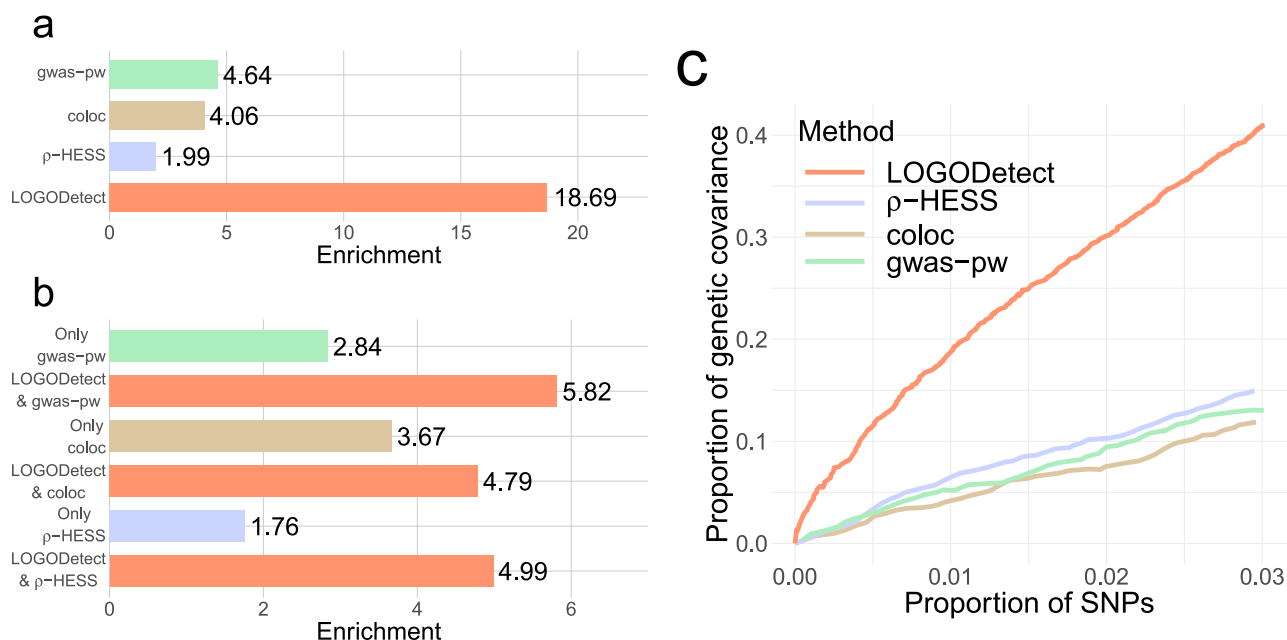 a
gwas−pw
4.64
coloc
4.06
ρ−HESS
1.99
LOGODetect
18.69
0
5
10
15
20
Enrichment
b
Only
gwas−pw
2.84
LOGODetect
& gwas−pw
5.82
Only
coloc
3.67
LOGODetect
& coloc
4.79
Only
ρ−HESS
1.76
LOGODetect
& ρ−HESS
4.99
0
2
4
6
Enrichment
c
Proportion of genetic covariance
0.4
0.3
0.2
0.1
0.0
Method
LOGODetect
ρ−HESS
coloc
gwas−pw
0.00
0.01
0.02
0.03
Proportion of SNPs